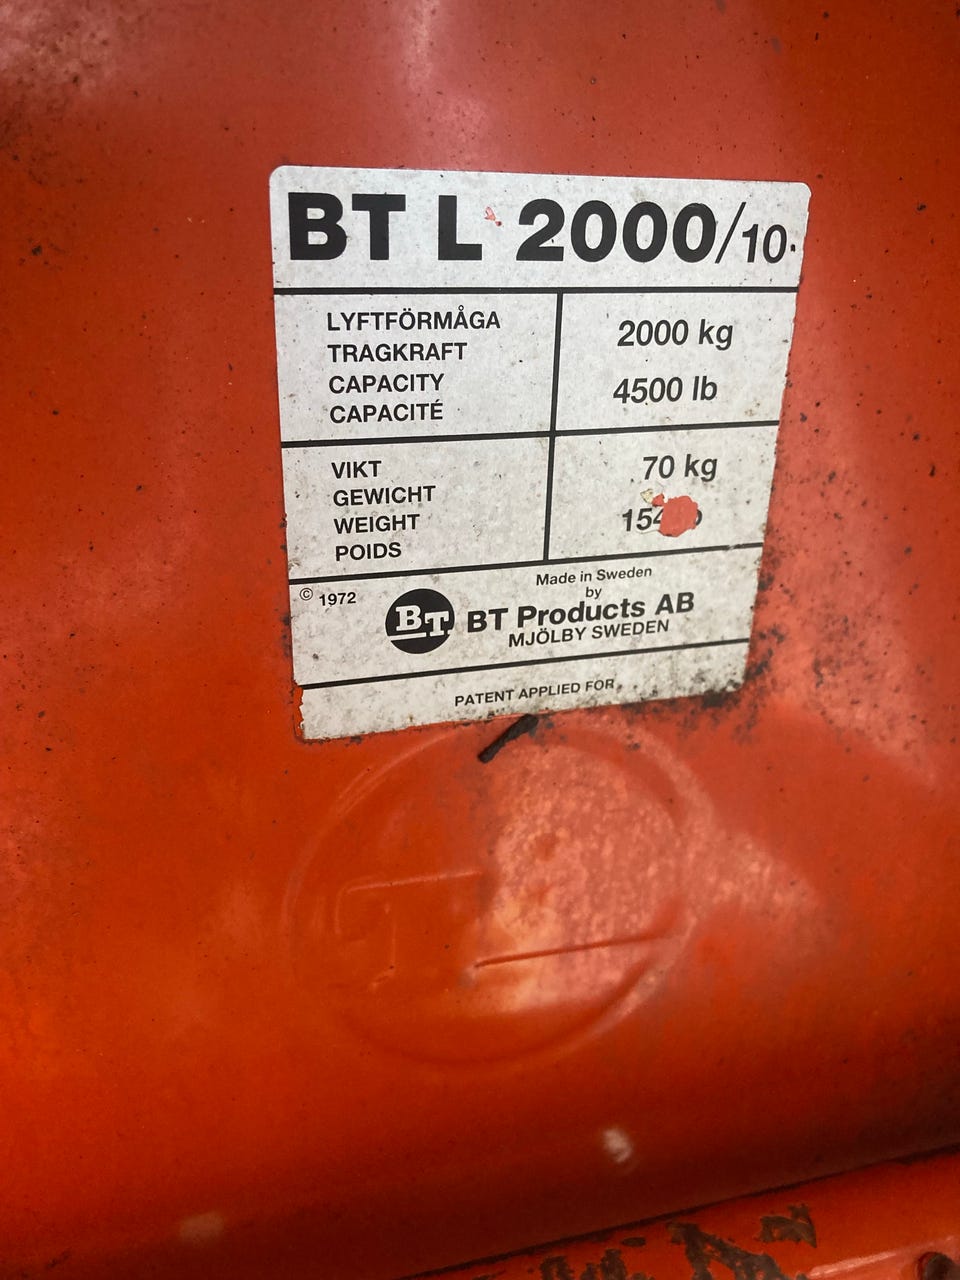 BT L 2000/10
LYFTFÖRMÅGA
TRAGKRAFT
CAPACITY
CAPACITÉ
2000 kg
4500 lb
VIKT
GEWICHT
WEIGHT
POIDS
70 kg
© 1972
BT
Made in Sweden
by
BT Products AB
MJÖLBY SWEDEN
PATENT APPLIED FOR